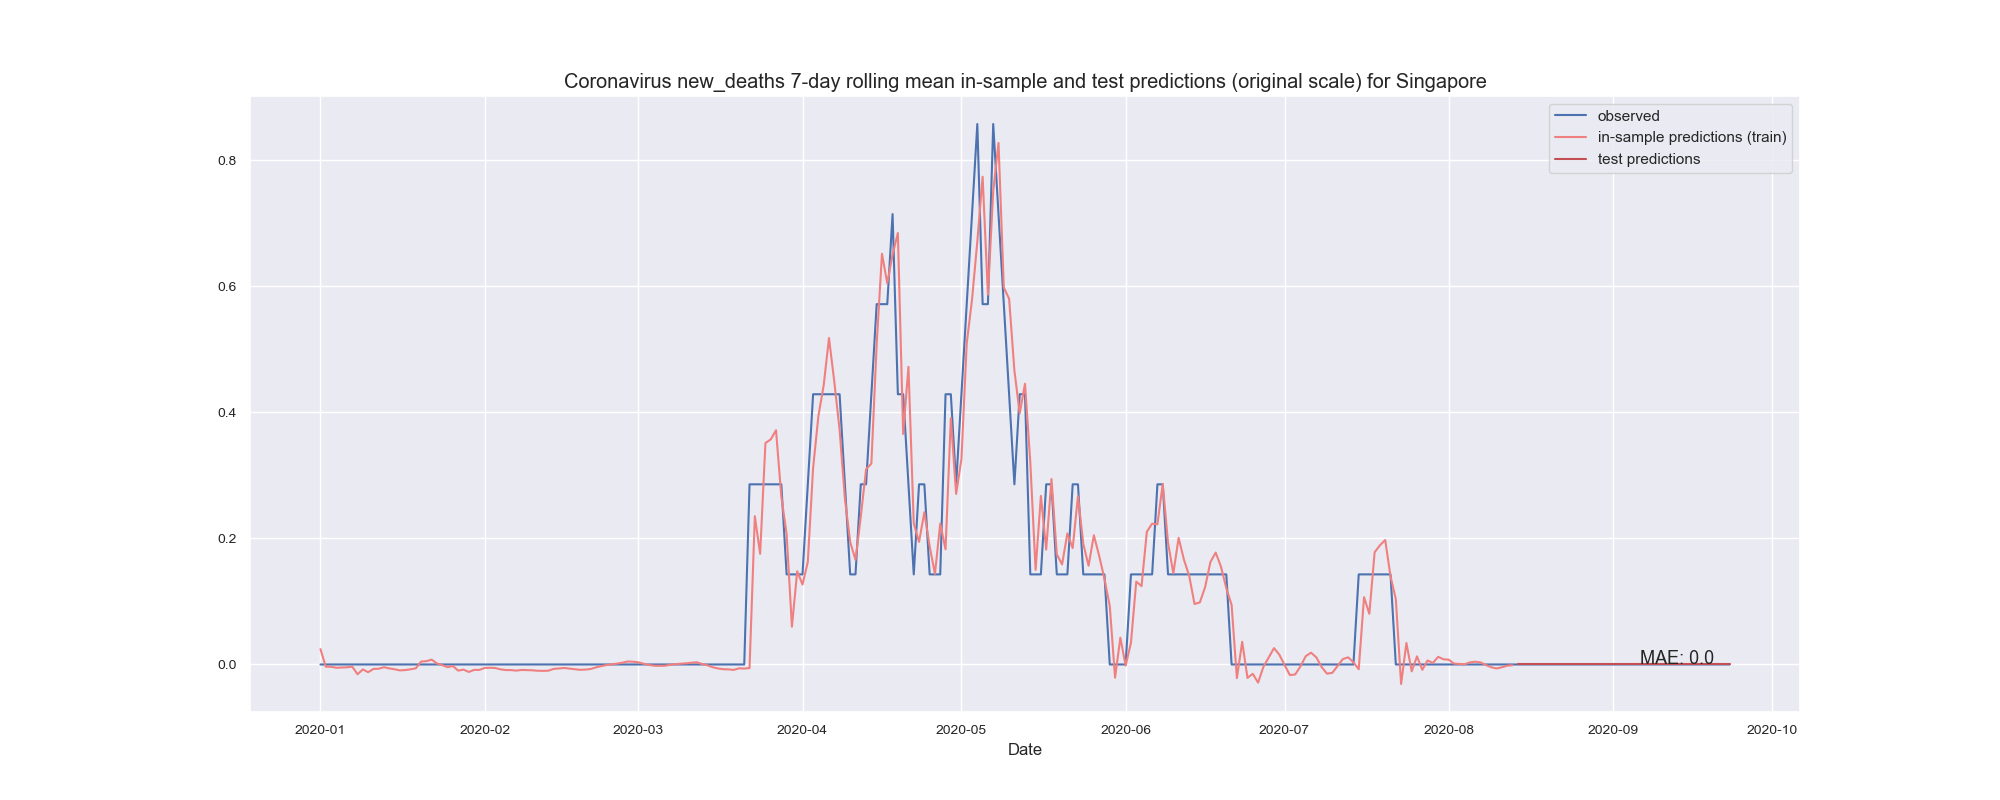 Coronavirus new_deaths 7-day rolling mean in-sample and test predictions (original scale) for Singapore
observed
in-sample predictions (train)
test predictions
0.8
0.6
0.4
0.2
0.0
MAE: 0.0
2020-01 2020-02 2020-03 2020-04 2020-05 2020-06 2020-07 2020-08 2020-09 2020-10
Date